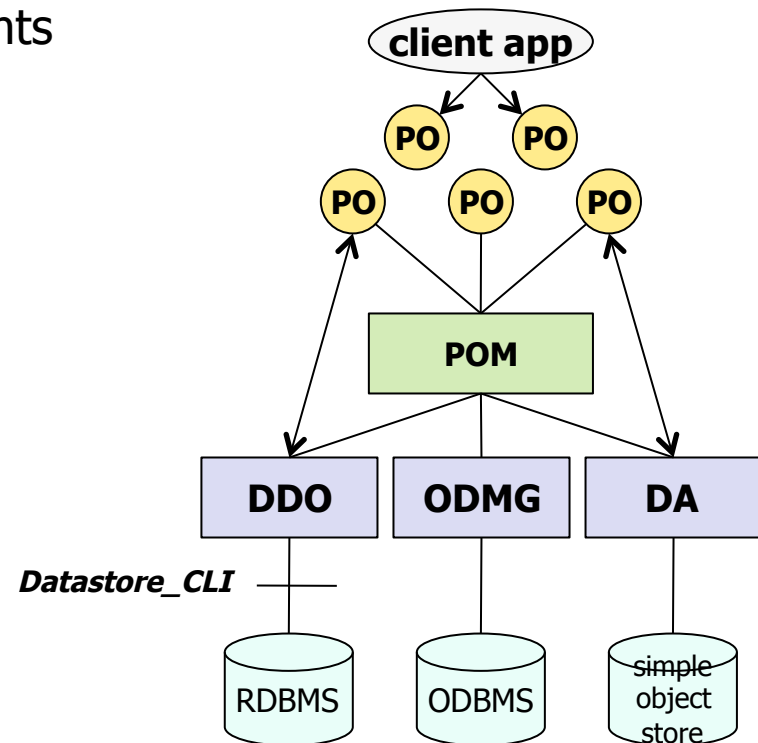 nts
client app
PO PO
PO PO PO
POM
DDO ODMG DA
Datastore_CLI
RDBMS ODBMS simple
object
store